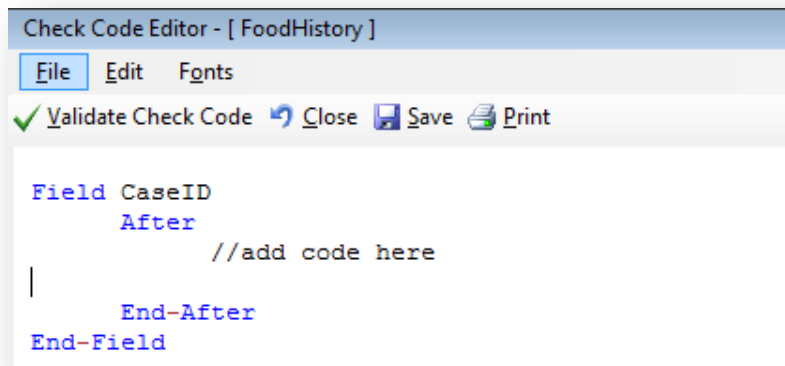 Check Code Editor - [ FoodHistory ]
File Edit Fonts
Validate Check Code Close Save Print
Field CaseID
After
//add code here
End-After
End-Field